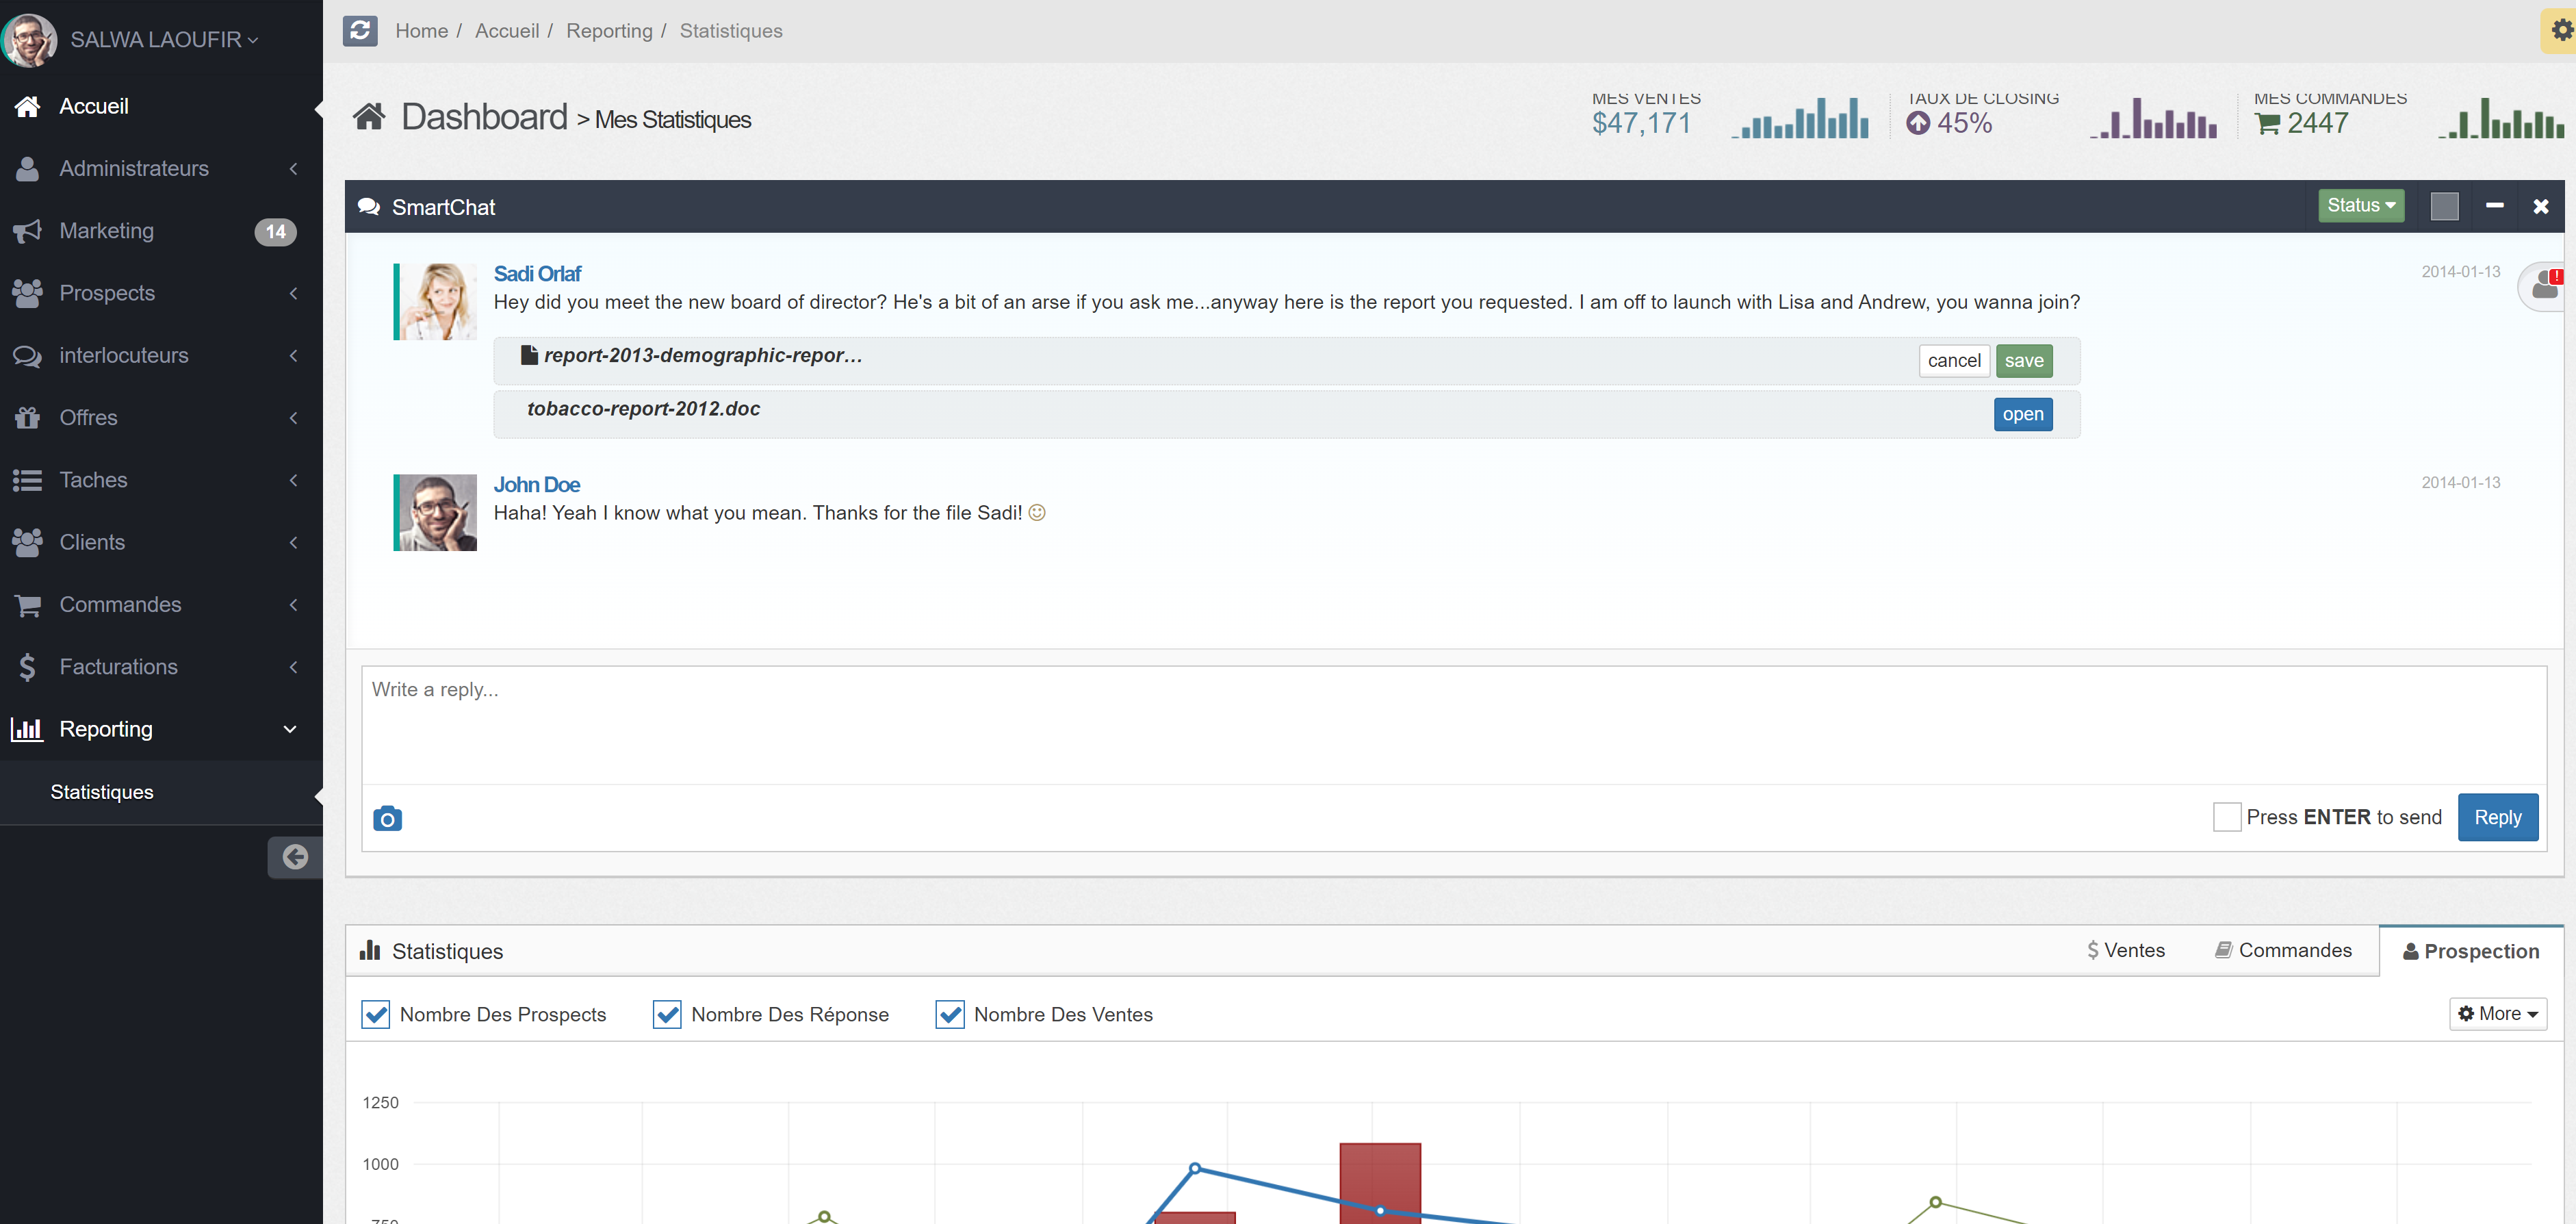 SALWA LAOUFIR
Home / Accueil / Reporting / Statistiques
Accueil
Administrateurs
Marketing 14
Prospects
interlocuteurs
Offres
Taches
Clients
Commandes
Facturations
Reporting
Statistiques
Dashboard > Mes Statistiques
MES VENTES
$47,171
TAUX DE CLOSING
45%
MES COMMANDES
2447
SmartChat
Status
Sadi Orlaf
2014-01-13
Hey did you meet the new board of director? He's a bit of an arse if you ask me...anyway here is the report you requested. I am off to launch with Lisa and Andrew, you wanna join?
report-2013-demographic-repor...
cancel save
tobacco-report-2012.doc
open
John Doe
2014-01-13
Haha! Yeah I know what you mean. Thanks for the file Sadi!
Write a reply...
Press ENTER to send Reply
Statistiques
$ Ventes
Commandes
Prospection
Nombre Des Prospects
Nombre Des Réponse
Nombre Des Ventes
More
1250
1000
750